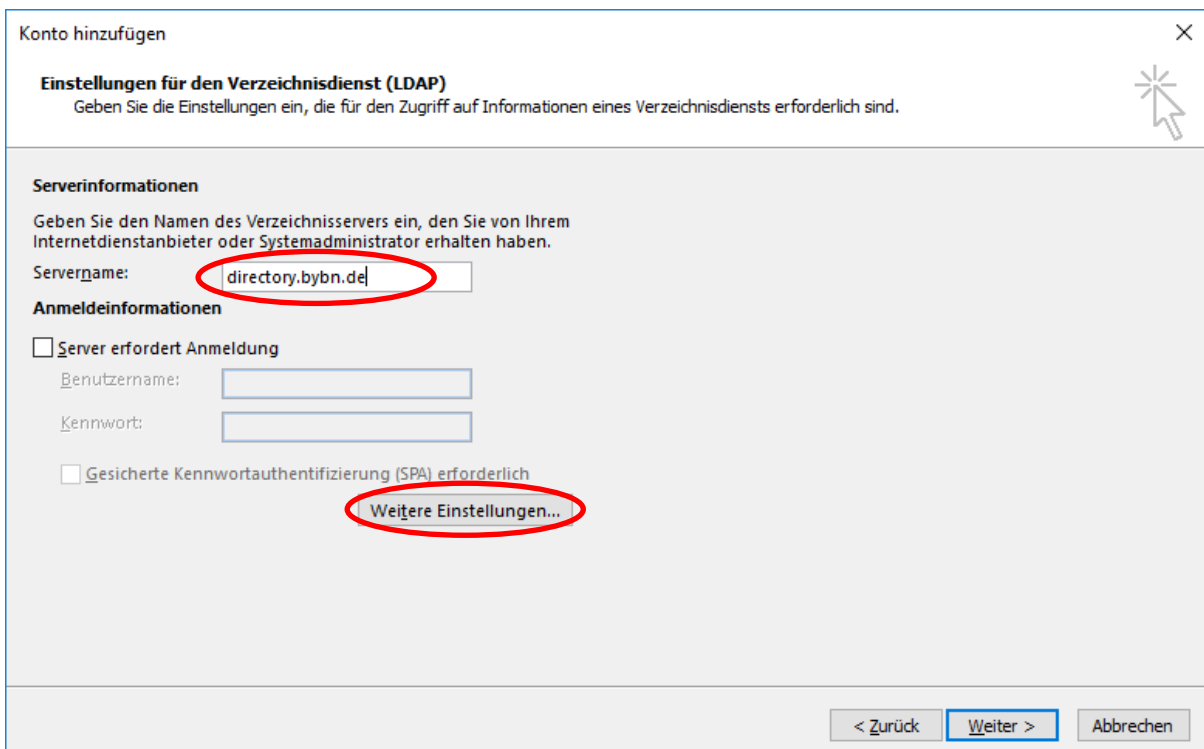 Konto hinzufügen
Einstellungen für den Verzeichnisdienst (LDAP)
Geben Sie die Einstellungen ein, die für den Zugriff auf Informationen eines Verzeichnisdiensts erforderlich sind.
Serverinformationen
Geben Sie den Namen des Verzeichnisservers ein, den Sie von Ihrem
Internetdienstanbieter oder Systemadministrator erhalten haben.
Servername: directory.bybn.de
Anmeldeinformationen
Server erfordert Anmeldung
Benutzername:
Kennwort:
Gesicherte Kennwortauthentifizierung (SPA) erforderlich
Weitere Einstellungen...
< Zurück Weiter > Abbrechen